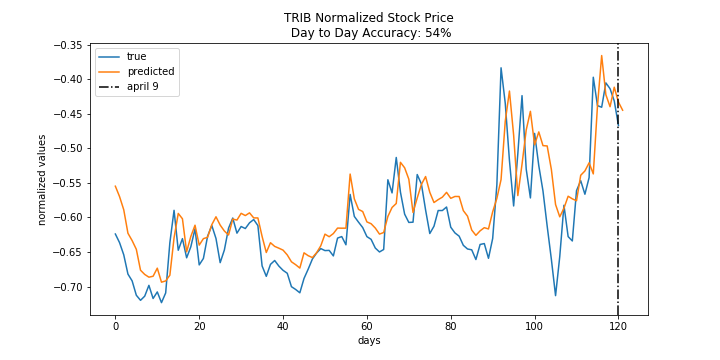 TRIB Normalized Stock Price
Day to Day Accuracy: 54%
true
predicted
april 9
normalized values
−0.35
−0.40
−0.45
−0.50
−0.55
−0.60
−0.65
−0.70
0
20
40
60
80
100
120
days